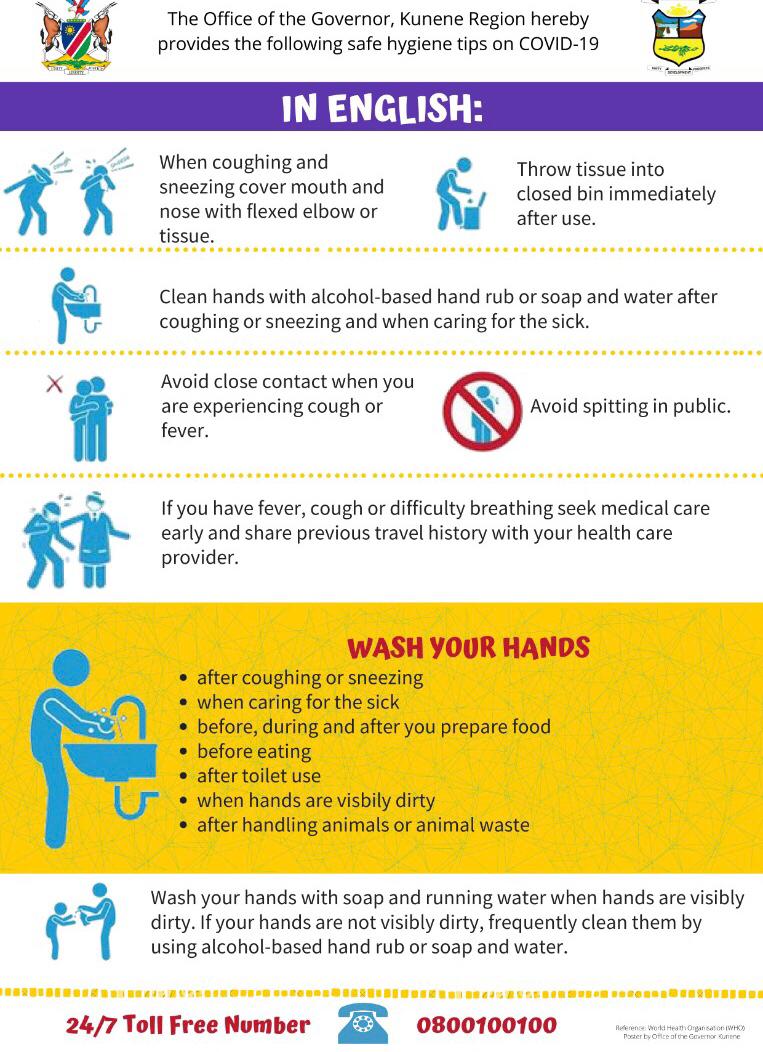 The Office of the Governor, Kunene Region hereby
provides the following safe hygiene tips on COVID-19
IN ENGLISH:
cough
sneeze
When coughing and
sneezing cover mouth and
nose with flexed elbow or
tissue.
Throw tissue into
closed bin immediately
after use.
Clean hands with alcohol-based hand rub or soap and water after
coughing or sneezing and when caring for the sick.
Avoid close contact when you
are experiencing cough or
fever.
Avoid spitting in public.
If you have fever, cough or difficulty breathing seek medical care
early and share previous travel history with your health care
provider.
WASH YOUR HANDS
• after coughing or sneezing
• when caring for the sick
• before, during and after you prepare food
• before eating
• after toilet use
• when hands are visbily dirty
• after handling animals or animal waste
Wash your hands with soap and running water when hands are visibly
dirty. If your hands are not visibly dirty, frequently clean them by
using alcohol-based hand rub or soap and water.
24/7 Toll Free Number
0800100100
Reference: World Health Organisation (WHO)
Poster by Office of the Governor Kunene